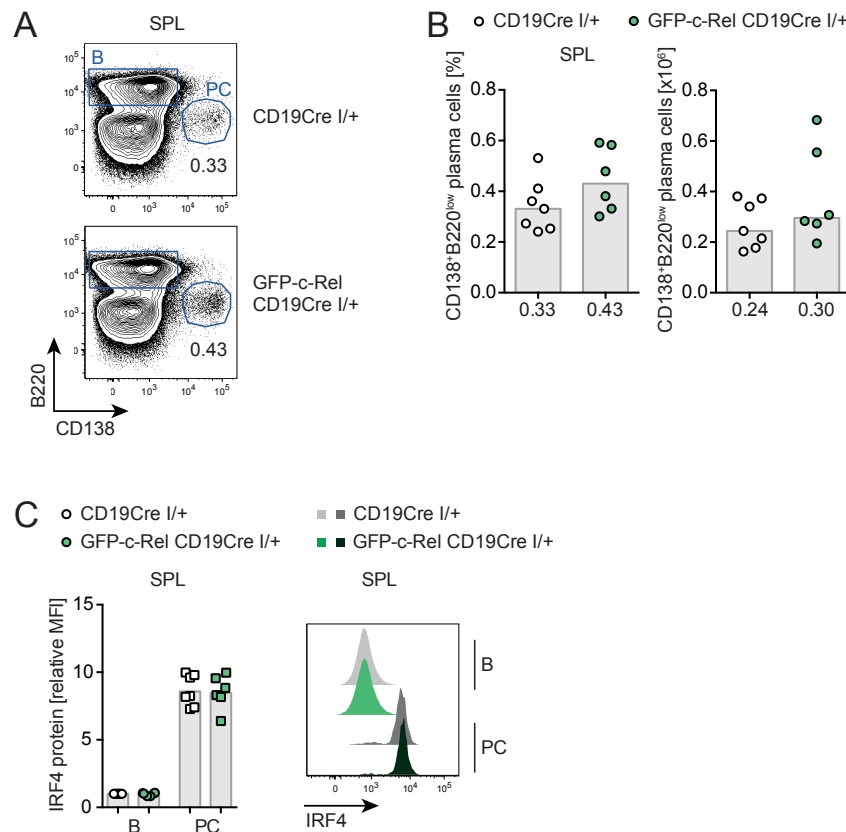 A
SPL
10⁵
10⁴
10³
0
B
PC
0.33
0 10³ 10⁴ 10⁵
CD19Cre I/+
10⁵
10⁴
10³
0
0.43
0 10³ 10⁴ 10⁵
GFP-c-Rel
CD19Cre I/+
B220
CD138
B
CD19Cre I/+ GFP-c-Rel CD19Cre I/+
SPL
CD138⁺B220ˡᵒʷ plasma cells [%]
0.8
0.6
0.4
0.2
0.0
0.33 0.43
CD138⁺B220ˡᵒʷ plasma cells [x10⁶]
0.8
0.6
0.4
0.2
0.0
0.24 0.30
C
CD19Cre I/+ CD19Cre I/+
GFP-c-Rel CD19Cre I/+ GFP-c-Rel CD19Cre I/+
SPL
IRF4 protein [relative MFI]
15
10
5
0
B PC
SPL
B
PC
0 10³ 10⁴ 10⁵
IRF4